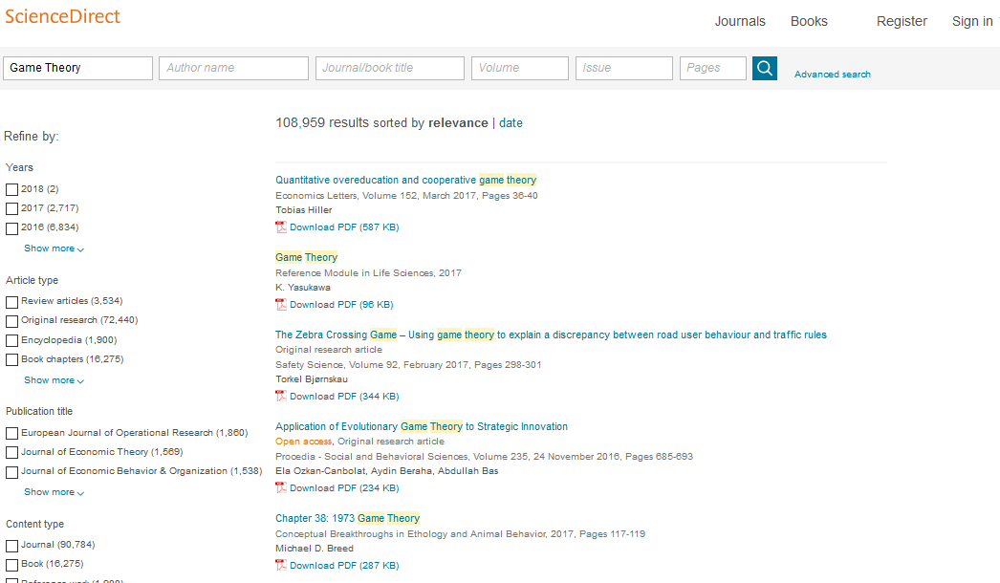 ScienceDirect
Journals Books Register Sign in
Game Theory Author name Journal/book title Volume Issue Pages Advanced search
108,959 results sorted by relevance | date
Refine by:
Years
2018 (2)
2017 (2,717)
2016 (6,834)
Show more
Article type
Review articles (3,534)
Original research (72,440)
Encyclopedia (1,900)
Book chapters (16,275)
Show more
Publication title
European Journal of Operational Research (1,860)
Journal of Economic Theory (1,569)
Journal of Economic Behavior & Organization (1,538)
Show more
Content type
Journal (90,784)
Book (16,275)
Reference work (1,900)
Quantitative overeducation and cooperative game theory
Economics Letters, Volume 152, March 2017, Pages 36-40
Tobias Hiller
Download PDF (587 KB)
Game Theory
Reference Module in Life Sciences, 2017
K. Yasukawa
Download PDF (96 KB)
The Zebra Crossing Game – Using game theory to explain a discrepancy between road user behaviour and traffic rules
Original research article
Safety Science, Volume 92, February 2017, Pages 298-301
Torkel Bjørnskau
Download PDF (344 KB)
Application of Evolutionary Game Theory to Strategic Innovation
Open access, Original research article
Procedia - Social and Behavioral Sciences, Volume 235, 24 November 2016, Pages 685-693
Ela Ozkan-Canbolat, Aydin Beraha, Abdullah Bas
Download PDF (234 KB)
Chapter 38: 1973 Game Theory
Conceptual Breakthroughs in Ethology and Animal Behavior, 2017, Pages 117-119
Michael D. Breed
Download PDF (287 KB)